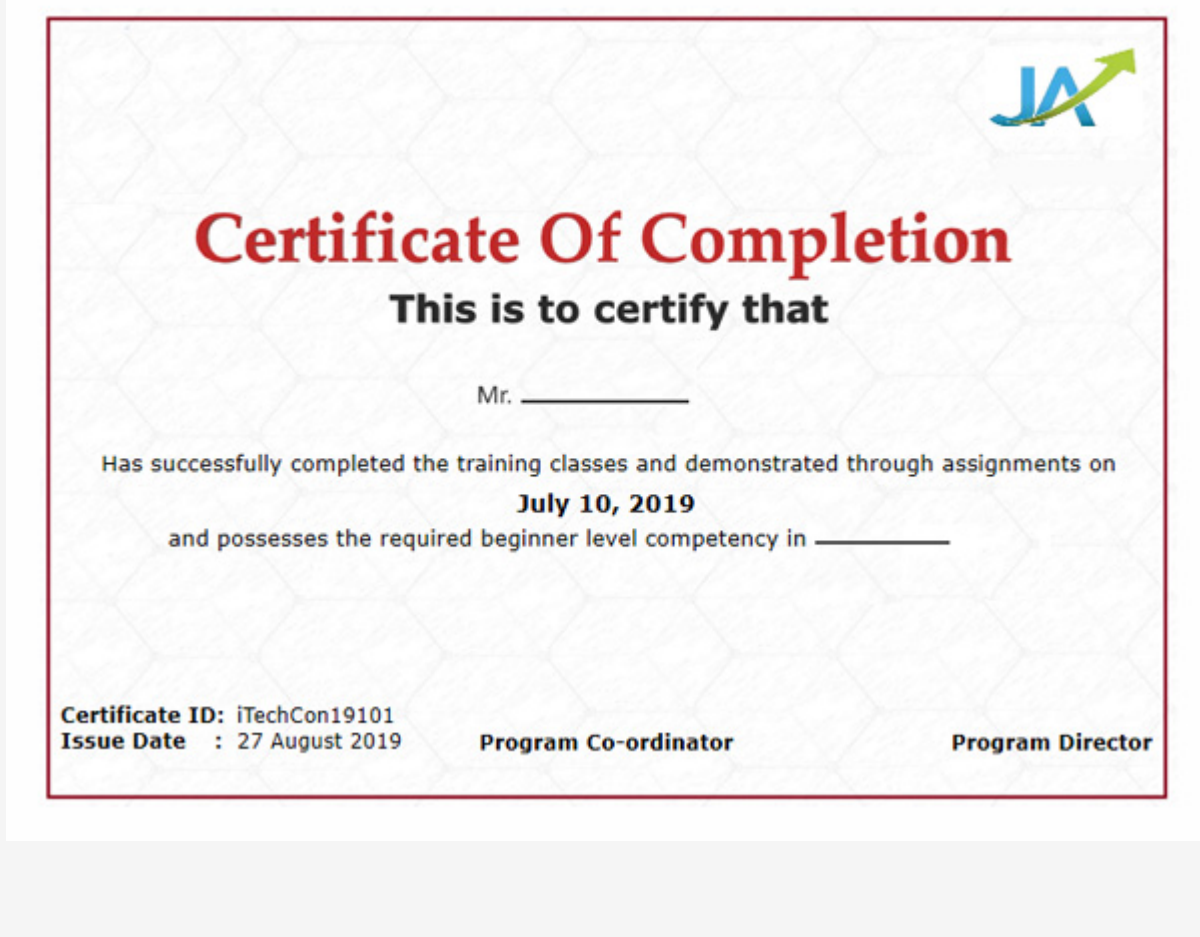 JA
Certificate Of Completion
This is to certify that
Mr. __________
Has successfully completed the training classes and demonstrated through assignments on
July 10, 2019
and possesses the required beginner level competency in ________
Certificate ID: iTechCon19101
Issue Date : 27 August 2019
Program Co-ordinator
Program Director